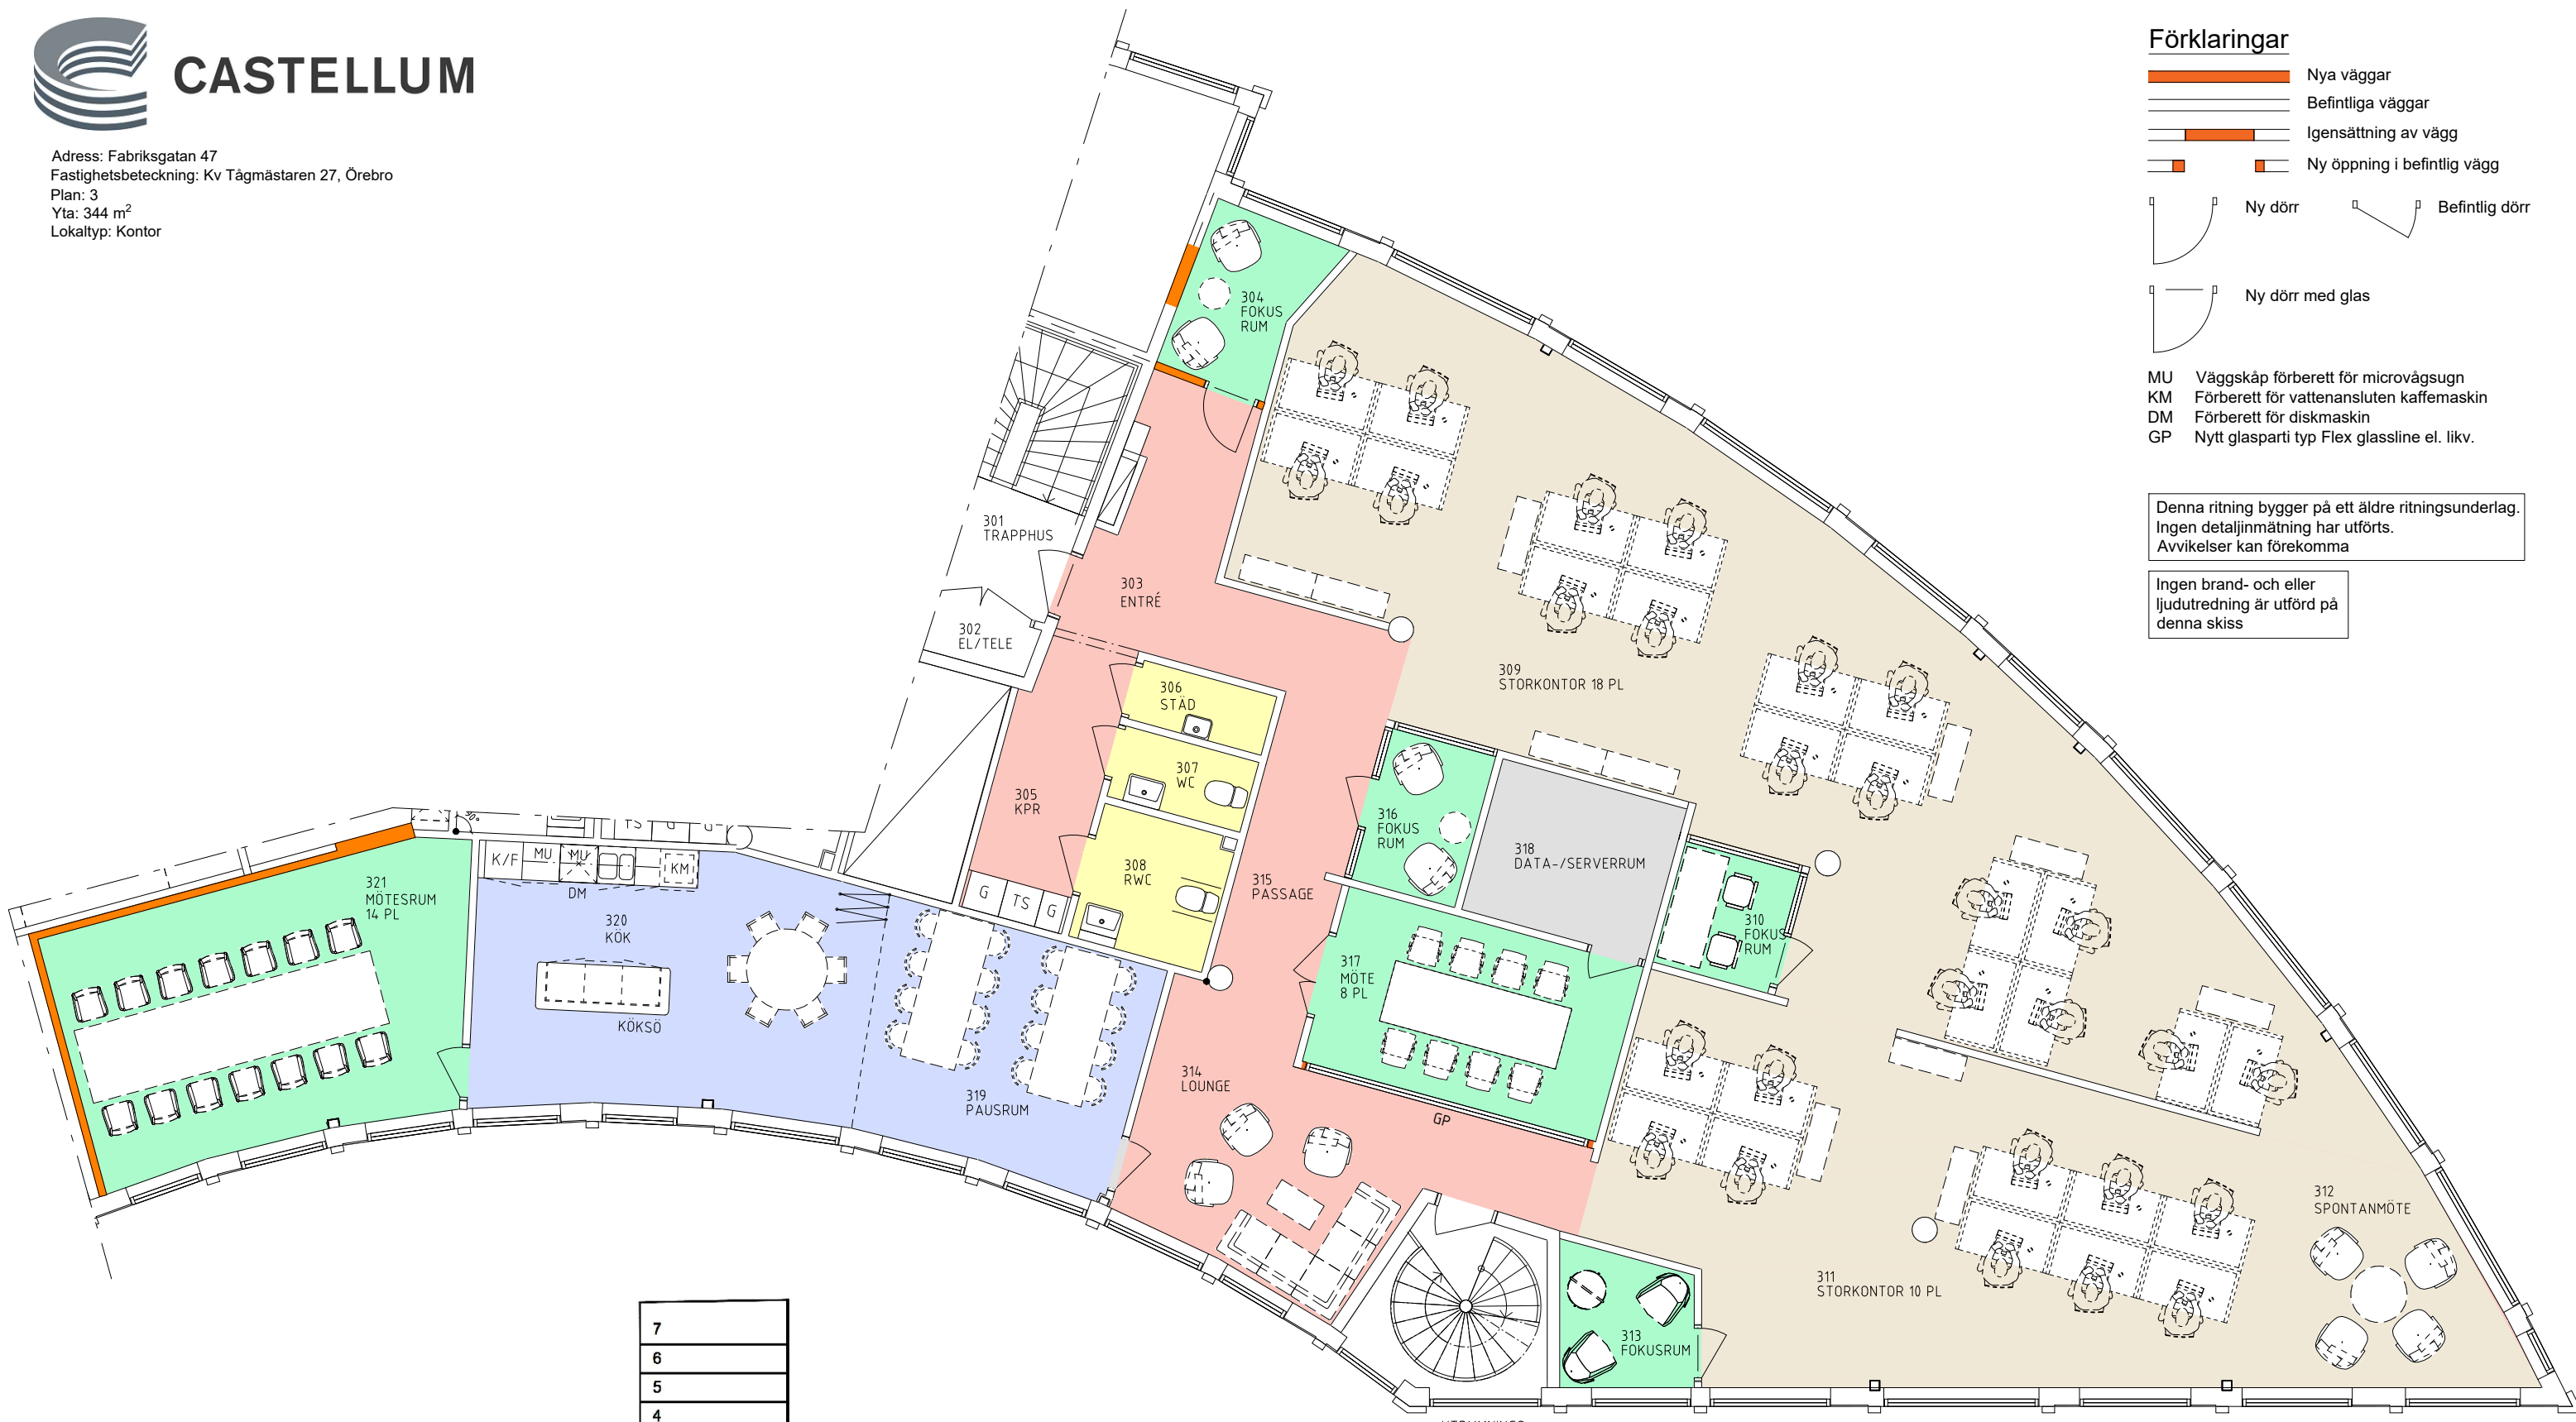 CASTELLUM
Adress: Fabriksgatan 47
Fastighetsbeteckning: Kv Tågmästaren 27, Örebro
Plan: 3
Yta: 344 m²
Lokaltyp: Kontor
Förklaringar
Nya väggar
Befintliga väggar
Igensättning av vägg
Ny öppning i befintlig vägg
Ny dörr
Befintlig dörr
Ny dörr med glas
MU Väggskåp förberett för microvågsugn
KM Förberett för vattenansluten kaffemaskin
DM Förberett för diskmaskin
GP Nytt glasparti typ Flex glassline el. likv.
Denna ritning bygger på ett äldre ritningsunderlag.
Ingen detaljinmätning har utförts.
Avvikelser kan förekomma
Ingen brand- och eller
ljudutredning är utförd på
denna skiss
304
FOKUS
RUM
301
TRAPPHUS
303
ENTRÉ
302
EL/TELE
306
STÄD
309
STORKONTOR 18 PL
307
WC
305
KPR
316
FOKUS
RUM
318
DATA-/SERVERRUM
308
RWC
315
PASSAGE
G
TS
G
TS
G
K/F
MU
MU
KM
DM
321
MÖTESRUM
14 PL
320
KÖK
KÖKSÖ
310
FOKUS
RUM
317
MÖTE
8 PL
314
LOUNGE
319
PAUSRUM
GP
312
SPONTANMÖTE
311
STORKONTOR 10 PL
313
FOKUSRUM
7
6
5
4